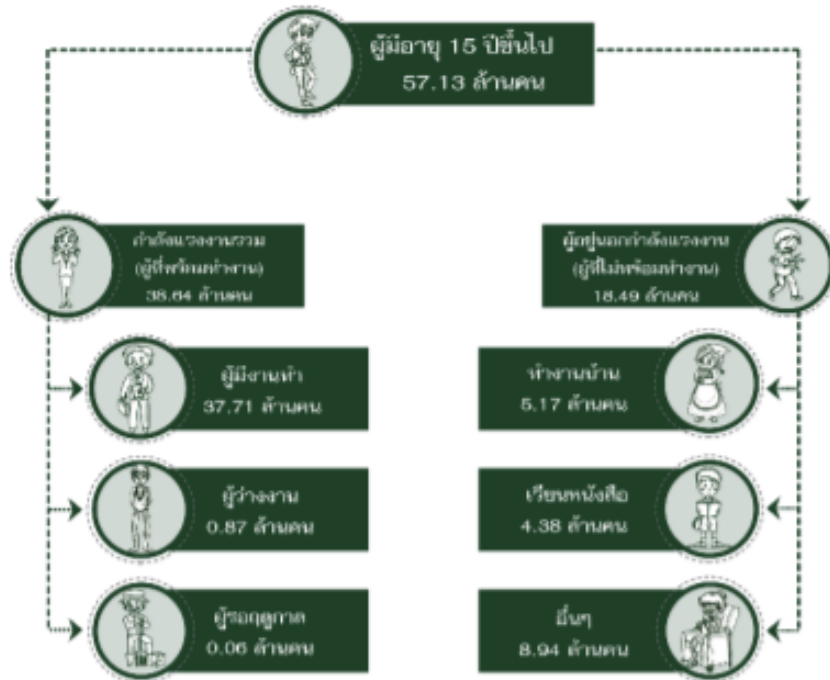 ผู้มีอายุ 15 ปีขึ้นไป
57.13 ล้านคน
กำลังแรงงานรวม
(ผู้ที่พร้อมทำงาน)
38.64 ล้านคน
ผู้อยู่นอกกำลังแรงงาน
(ผู้ที่ไม่พร้อมทำงาน)
18.49 ล้านคน
ผู้มีงานทำ
37.71 ล้านคน
ทำงานบ้าน
5.17 ล้านคน
ผู้ว่างงาน
0.87 ล้านคน
เรียนหนังสือ
4.38 ล้านคน
ผู้รอฤดูกาล
0.06 ล้านคน
อื่นๆ
8.94 ล้านคน